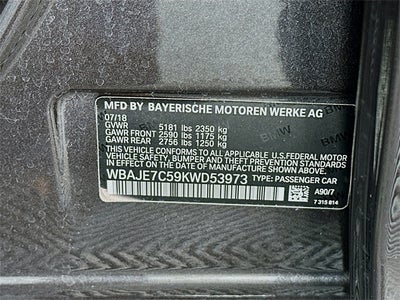 MFD BY BAYERISCHE MOTOREN WERKE AG
07/18
GVWR 5181 lbs 2350 kg
GAWR FRONT 2590 lbs 1175 kg
GAWR REAR 2756 lbs 1250 kg
THIS VEHICLE CONFORMS TO ALL APPLICABLE U.S. FEDERAL MOTOR
VEHICLE SAFETY, BUMPER, AND THEFT PREVENTION STANDARDS
IN EFFECT ON THE DATE OF MANUFACTURE SHOWN ABOVE.
WBAJE7C59KWD53973 TYPE: PASSENGER CAR
A90/7
7 315 814
BMW
BMW